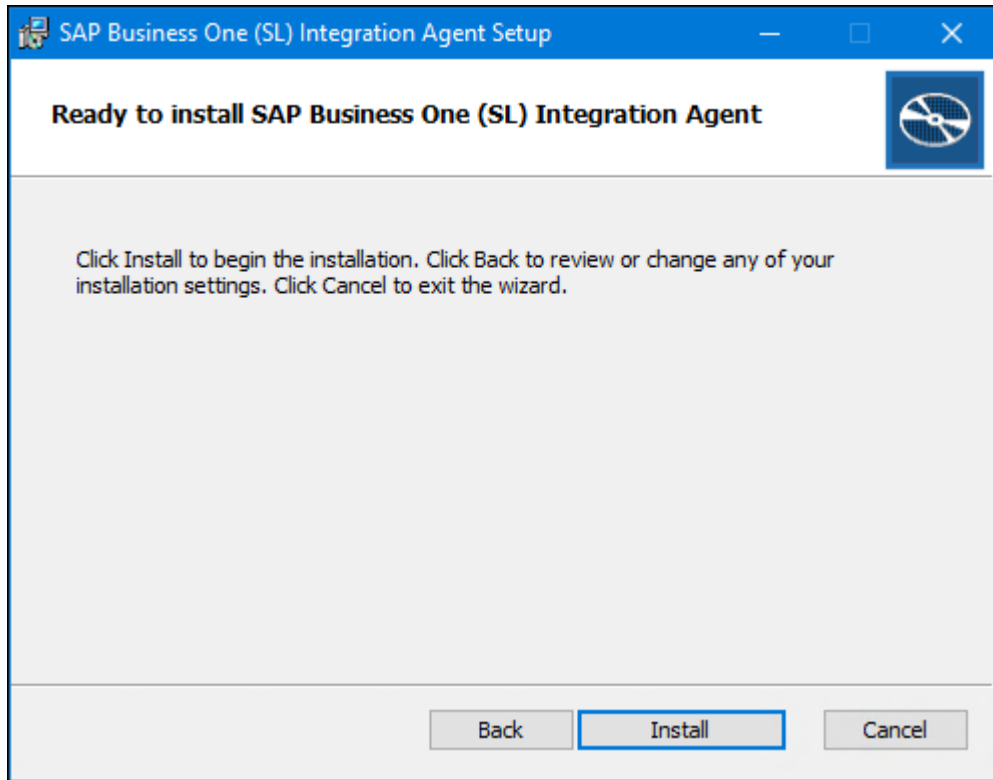 SAP Business One (SL) Integration Agent Setup
Ready to install SAP Business One (SL) Integration Agent
Click Install to begin the installation. Click Back to review or change any of your
installation settings. Click Cancel to exit the wizard.
Back Install Cancel